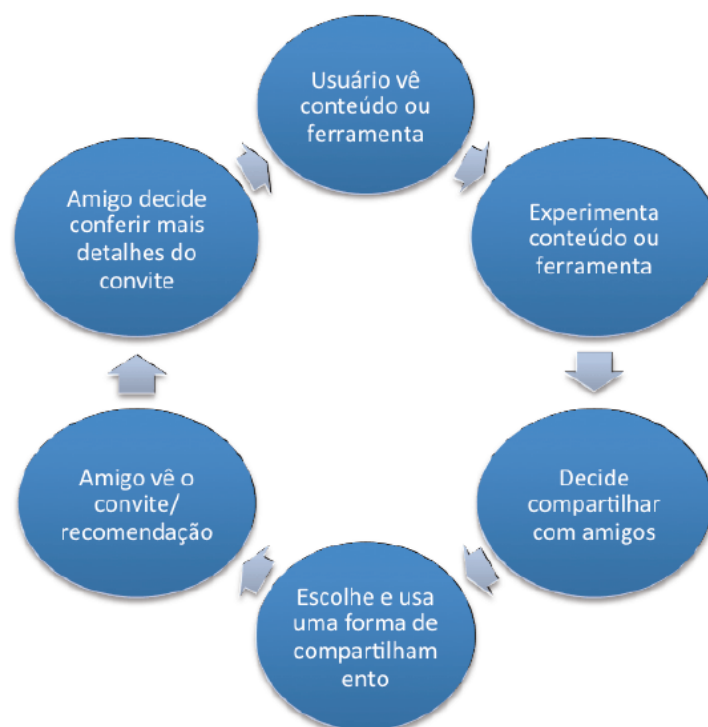 Usuário vê
conteúdo ou
ferramenta
Experimenta
conteúdo ou
ferramenta
Decide
compartilhar
com amigos
Escolhe e usa
uma forma de
compartilham
ento
Amigo vê o
convite/
recomendação
Amigo decide
conferir mais
detalhes do
convite